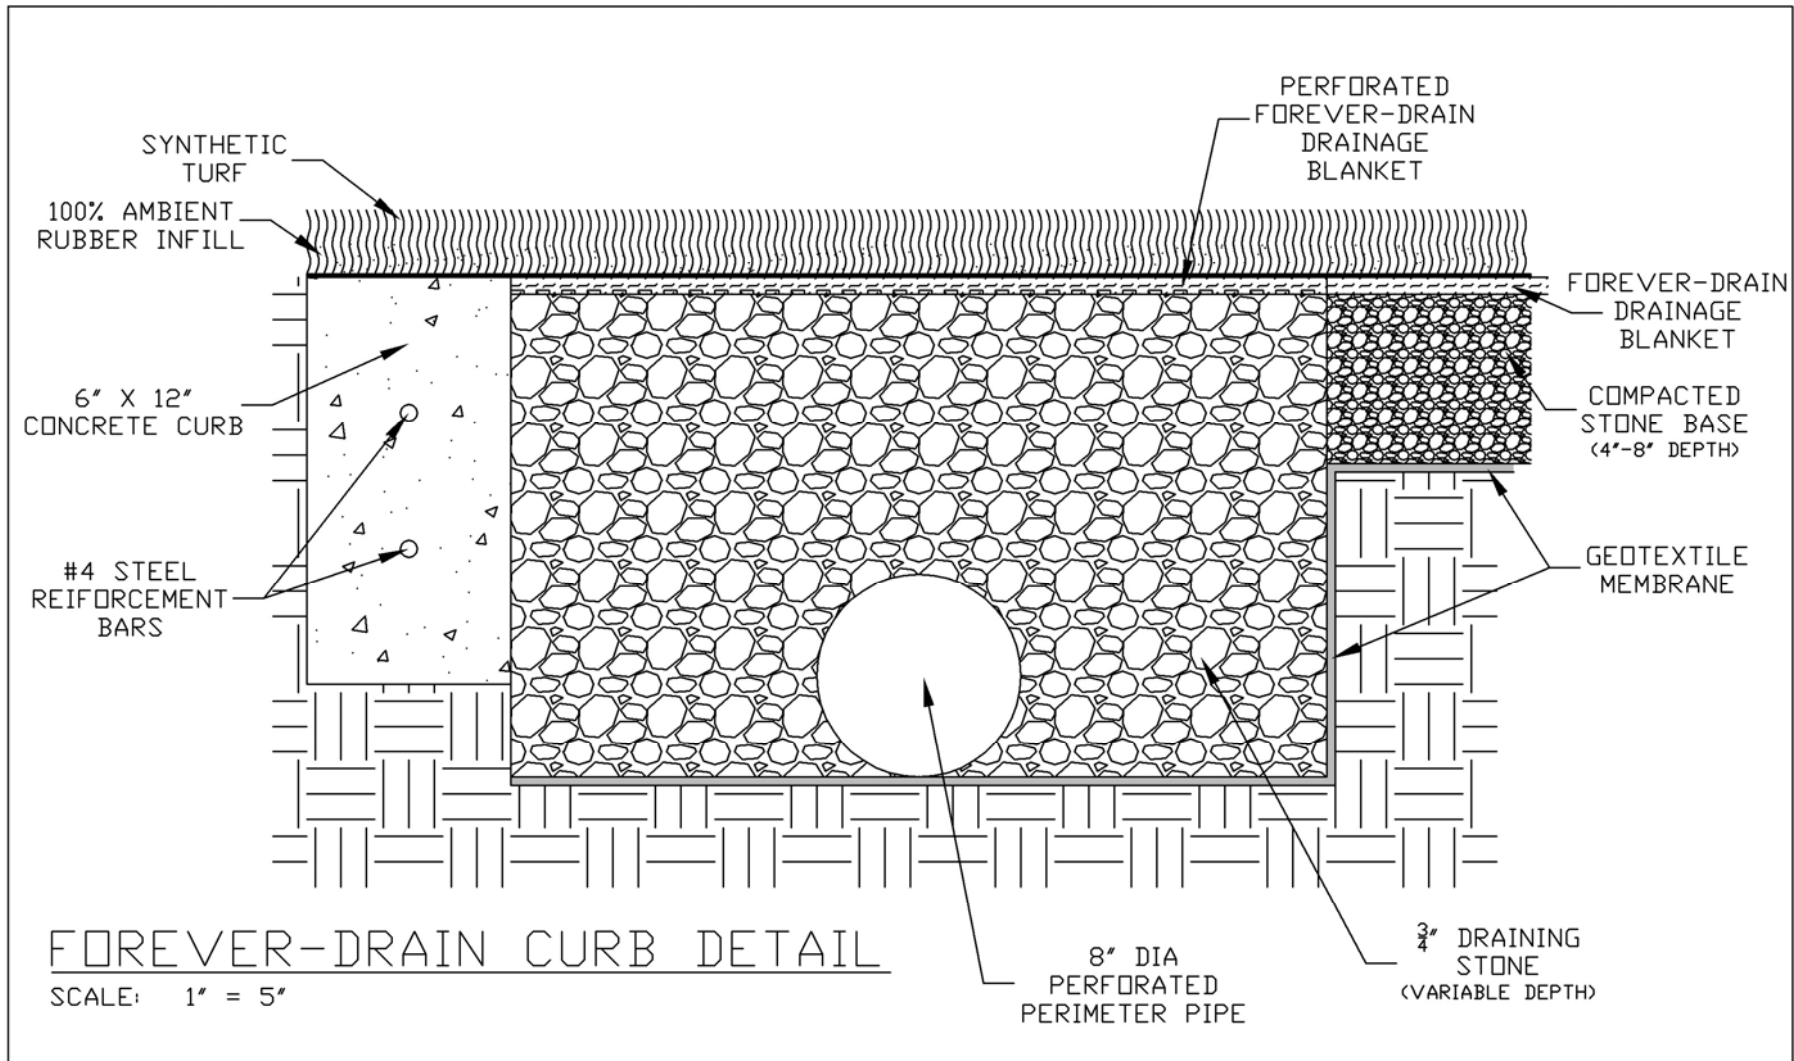 PERFORATED
FOREVER-DRAIN
DRAINAGE
BLANKET
SYNTHETIC
TURF
100% AMBIENT
RUBBER INFILL
FOREVER-DRAIN
DRAINAGE
BLANKET
6" X 12"
CONCRETE CURB
COMPACTED
STONE BASE
(4"-8" DEPTH)
#4 STEEL
REIFORCEMENT
BARS
GEOTEXTILE
MEMBRANE
FOREVER-DRAIN CURB DETAIL
SCALE: 1" = 5"
8" DIA
PERFORATED
PERIMETER PIPE
3/4" DRAINING
STONE
(VARIABLE DEPTH)